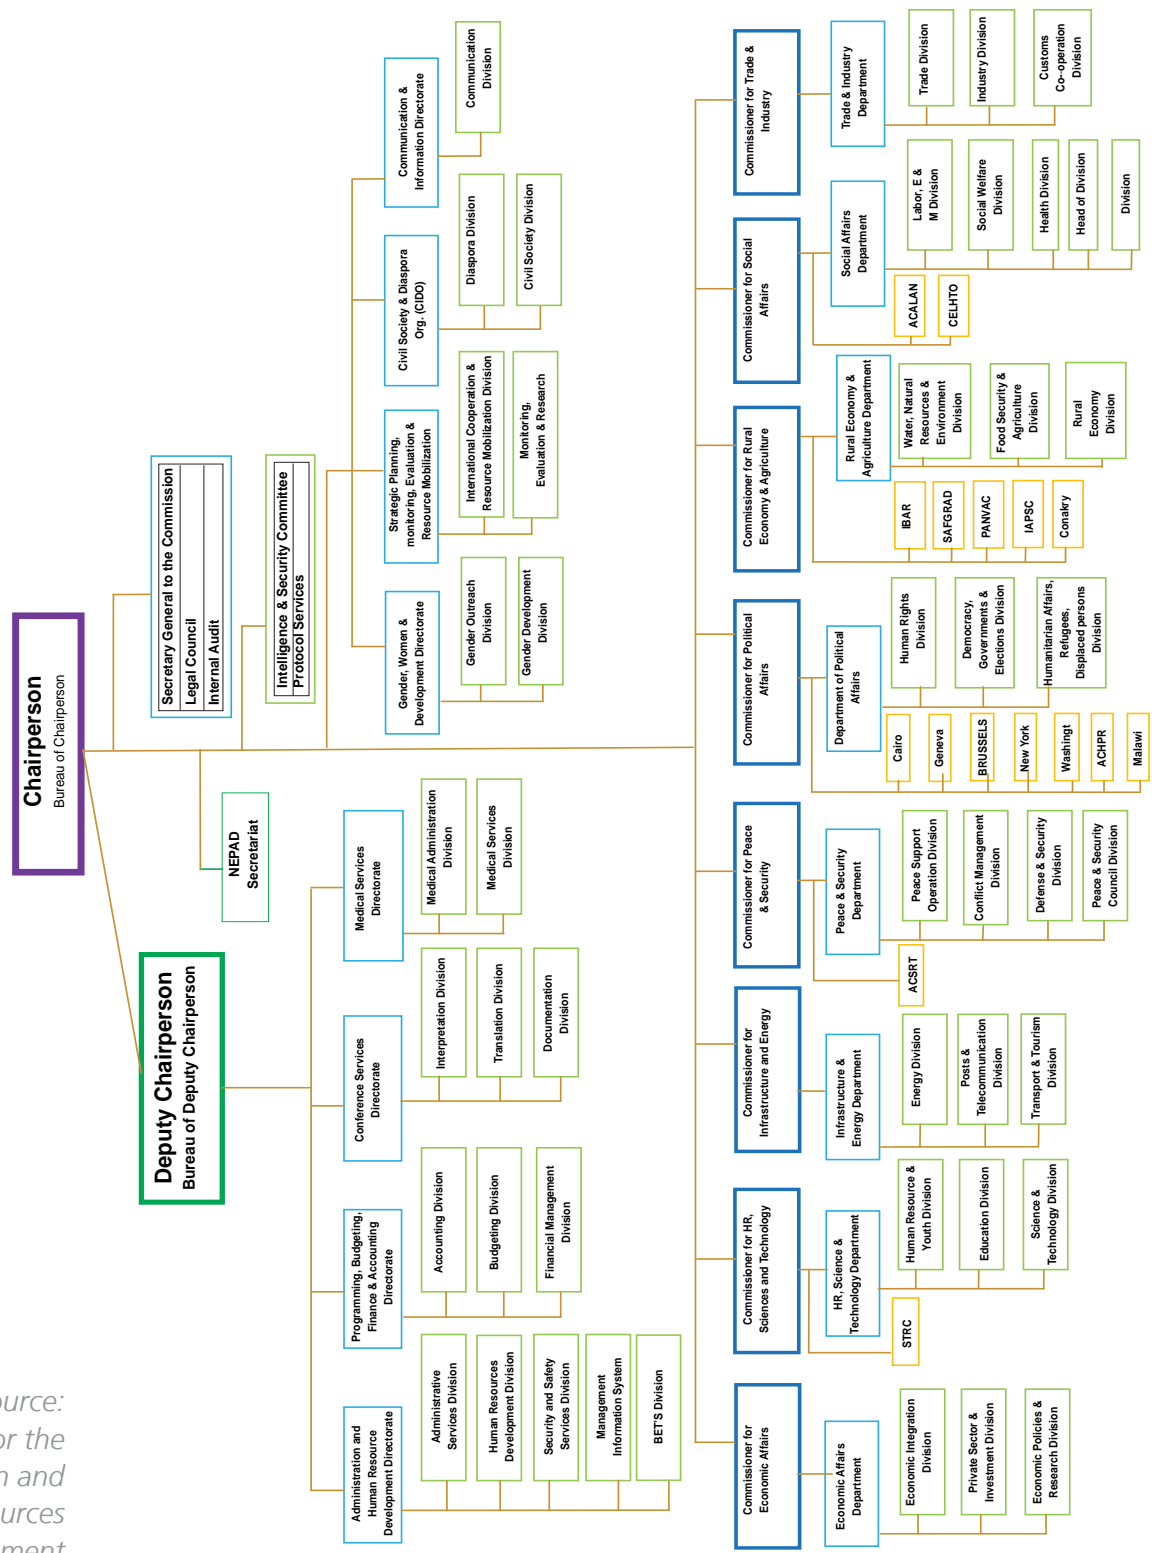 Chairperson
Bureau of Chairperson
Deputy Chairperson
Bureau of Deputy Chairperson
Secretary General to the Commission
Legal Council
Internal Audit
NEPAD
Secretariat
Intelligence & Security Committee
Protocol Services
Administration and
Human Resource
Development Directorate
Administrative
Services Division
Human Resources
Development Division
Security and Safety
Services Division
Management
Information System
BET'S Division
Programming, Budgeting,
Finance & Accounting
Directorate
Accounting Division
Budgeting Division
Financial Management
Division
Conference Services
Directorate
Interpretation Division
Translation Division
Documentation
Division
Medical Services
Directorate
Medical Administration
Division
Medical Services
Division
Gender, Women &
Development Directorate
Gender Outreach
Division
Gender Development
Division
Strategic Planning,
monitoring, Evaluation &
Resource Mobilization
International Cooperation &
Resource Mobilization Division
Monitoring,
Evaluation & Research
Civil Society & Diaspora
Org. (CIDO)
Diaspora Division
Civil Society Division
Communication &
Information Directorate
Communication
Division
Commissioner for
Economic Affairs
Economic Affairs
Department
Economic Integration
Division
Private Sector &
Investment Division
Economic Policies &
Research Division
Commissioner for HR,
Sciences and Technology
HR, Science &
Technology Department
STRC
Human Resource &
Youth Division
Education Division
Science &
Technology Division
Commissioner for
Infrastructure and Energy
Infrastructure &
Energy Department
Energy Division
Posts &
Telecommunication
Division
Transport & Tourism
Division
Commissioner for Peace
& Security
Peace & Security
Department
ACSRT
Peace Support
Operation Division
Conflict Management
Division
Defense & Security
Division
Peace & Security
Council Division
Commissioner for Political
Affairs
Department of Political
Affairs
Cairo
Geneva
BRUSSELS
New York
Washingt
ACHPR
Malawi
Human Rights
Division
Democracy,
Governments &
Elections Division
Humanitarian Affairs,
Refugees,
Displaced persons
Division
Commissioner for Rural
Economy & Agriculture
Rural Economy &
Agriculture Department
IBAR
SAFGRAD
PANVAC
IAPSC
Conakry
Water, Natural
Resources &
Environment
Division
Food Security &
Agriculture
Division
Rural
Economy
Division
Commissioner for Social
Affairs
Social Affairs
Department
ACALAN
CELHTO
Labor, E &
M Division
Social Welfare
Division
Health Division
Head of Division
Division
Commissioner for Trade &
Industry
Trade & Industry
Department
Trade Division
Industry Division
Customs
Co--operation
Division
ource:
or the
and
urces
ment